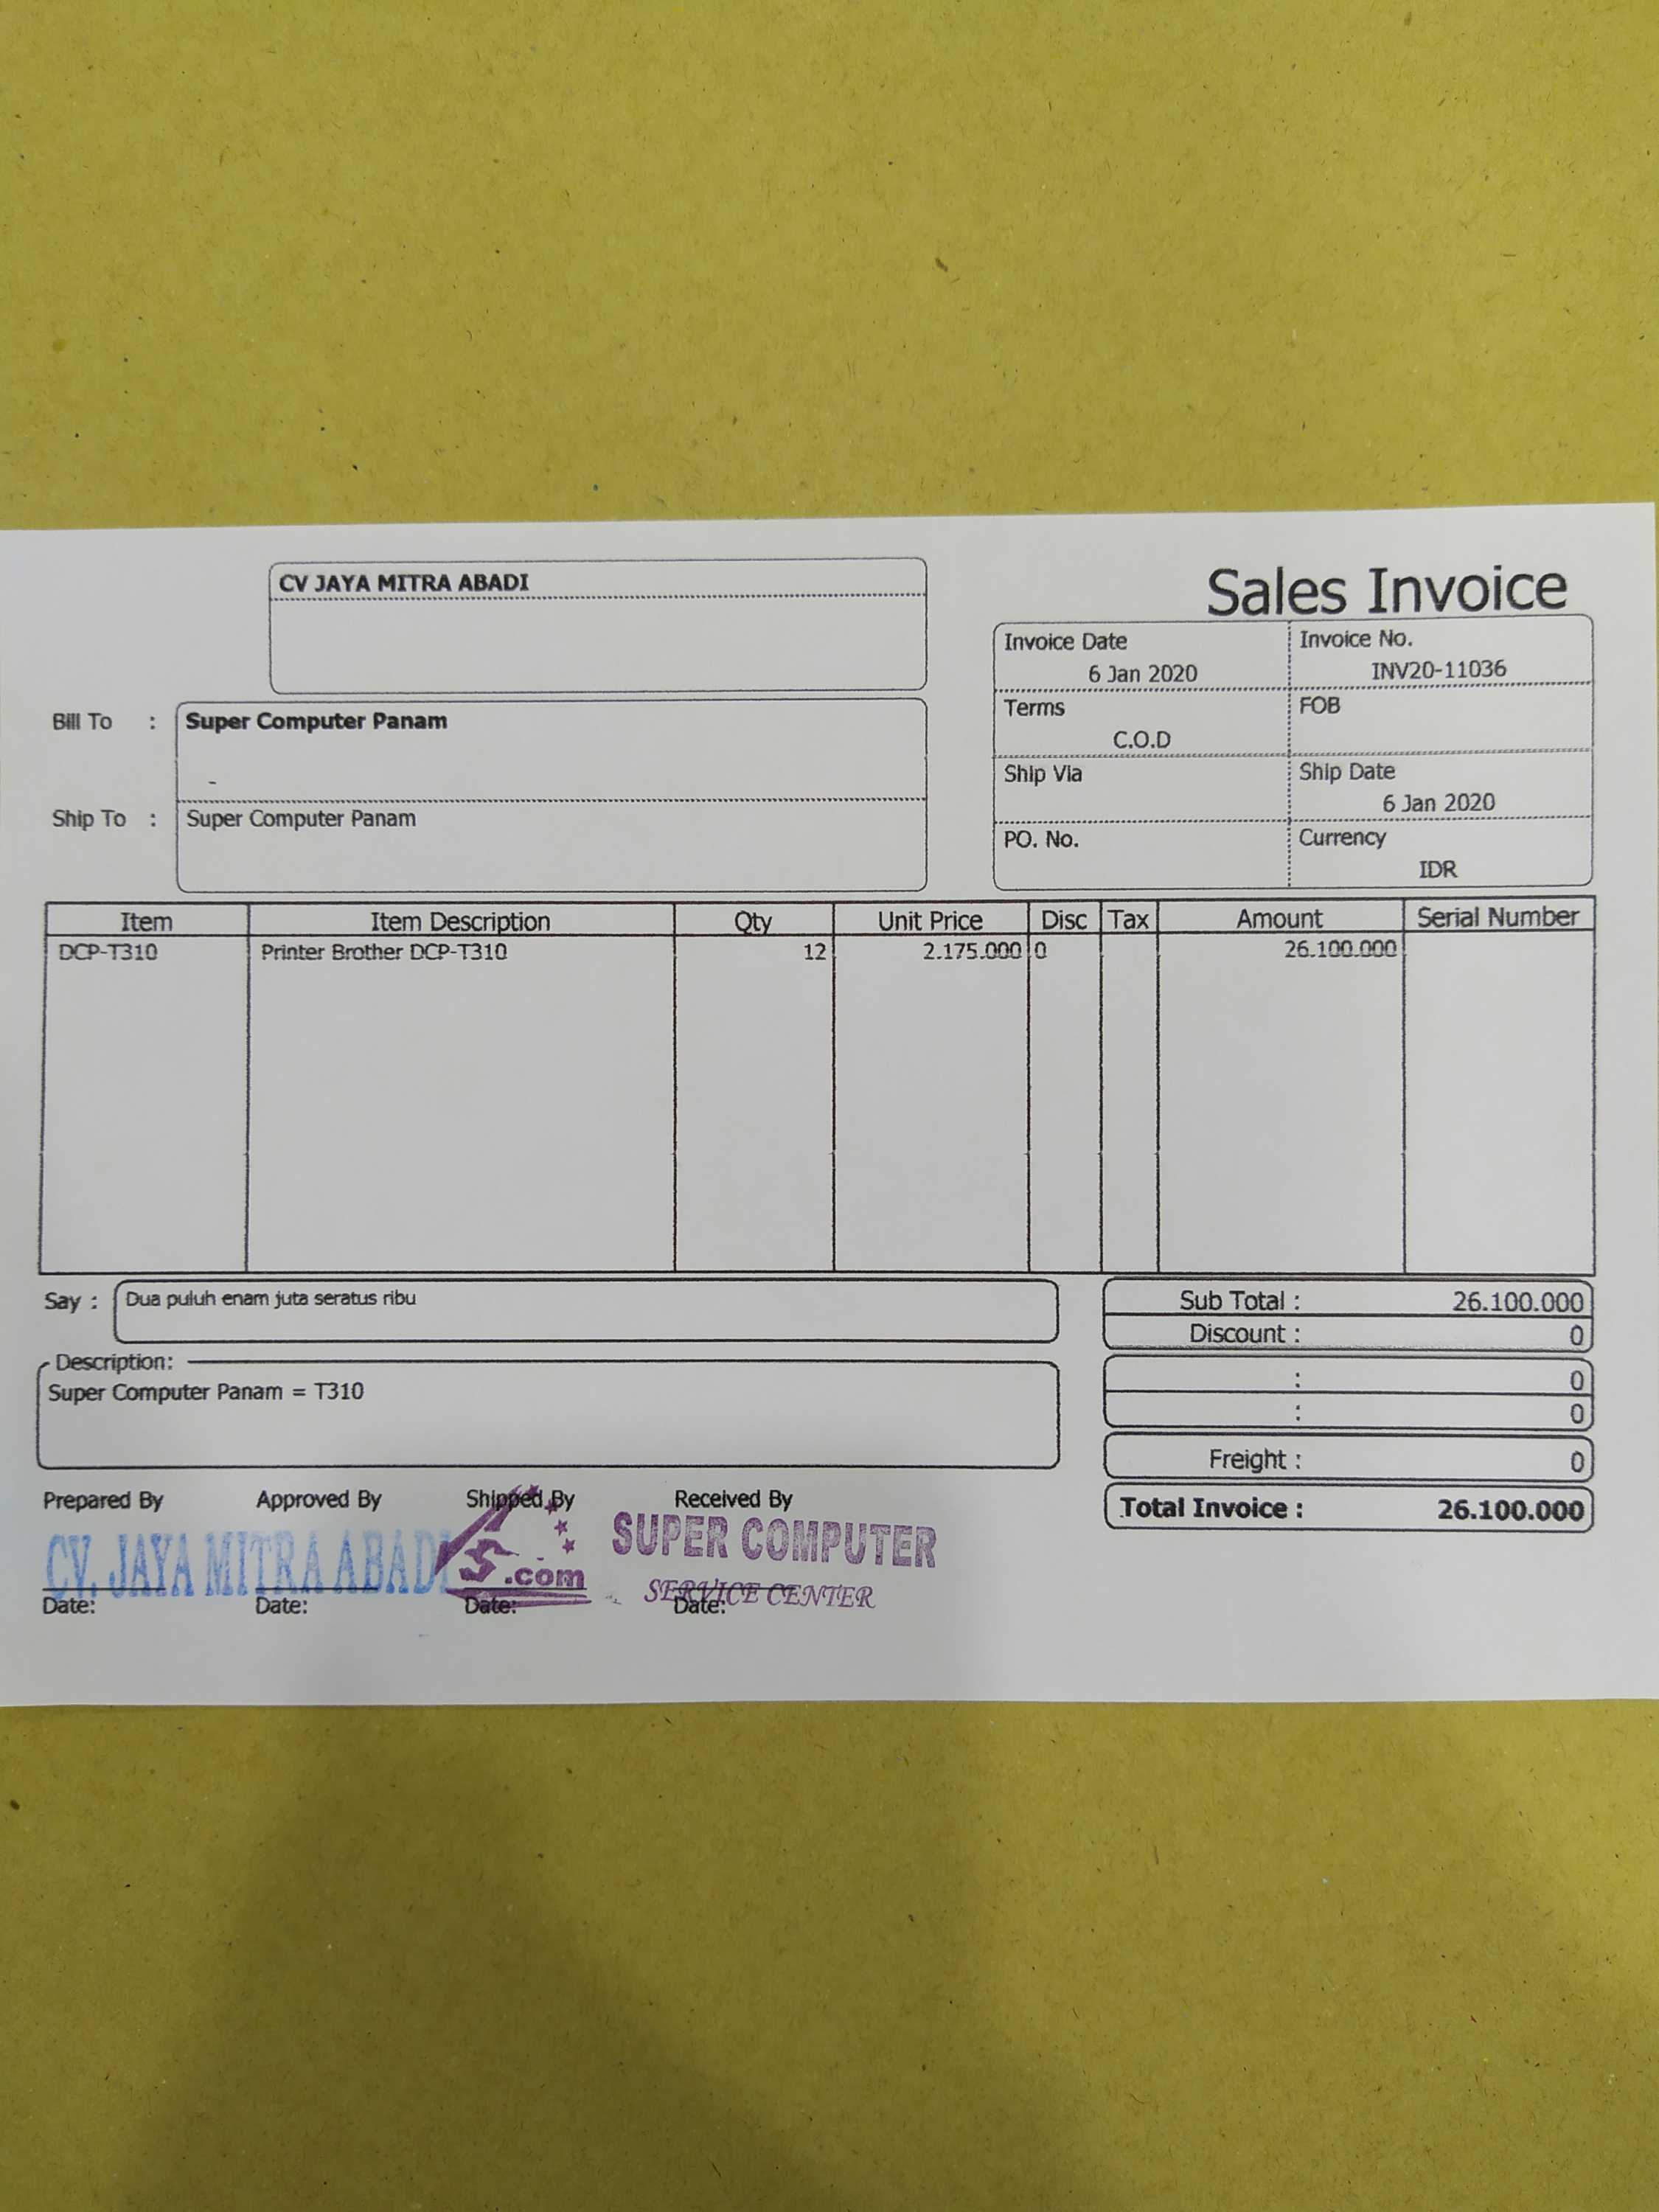 CV JAYA MITRA ABADI
Sales Invoice
Invoice Date
6 Jan 2020
Invoice No.
INV20-11036
Terms
C.O.D
FOB
Ship Via
Ship Date
6 Jan 2020
PO. No.
Currency
IDR
Bill To : Super Computer Panam
-
Ship To : Super Computer Panam
Item Item Description Qty Unit Price Disc Tax Amount Serial Number
DCP-T310 Printer Brother DCP-T310 12 2.175.000 0 26.100.000
Say : Dua puluh enam juta seratus ribu
Sub Total : 26.100.000
Discount : 0
: 0
: 0
Freight : 0
Total Invoice : 26.100.000
Description:
Super Computer Panam = T310
Prepared By Approved By Shipped By Received By
CV. JAYA MITRA ABADI
S.com
SUPER COMPUTER
SERVICE CENTER
Date: Date: Date: Date: